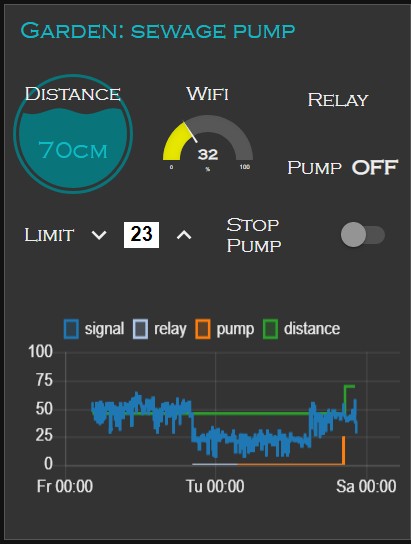 Garden: sewage pump
Distance
Wifi
Relay
70cm
32
0
%
100
Pump OFF
Limit
23
Stop
Pump
signal
relay
pump
distance
100
75
50
25
0
Fr 00:00
Tu 00:00
Sa 00:00